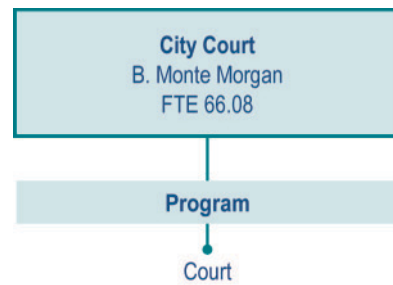 City Court
B. Monte Morgan
FTE 66.08
Program
Court